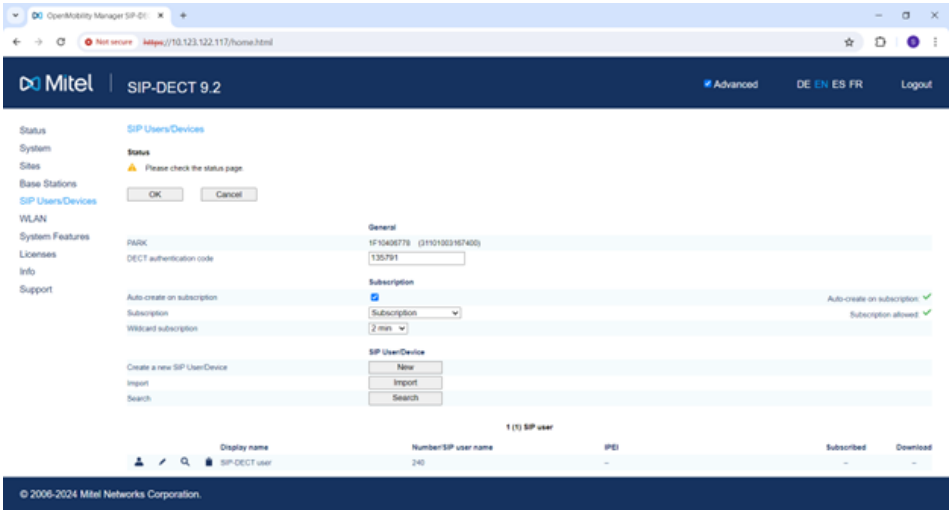 OpenMobility Manager SIP-DE
Not secure https://10.123.122.117/home.html
S
Mitel | SIP-DECT 9.2
Advanced
DE EN ES FR
Logout
Status
System
Sites
Base Stations
SIP Users/Devices
WLAN
System Features
Licenses
Info
Support
SIP Users/Devices
Status
Please check the status page.
OK Cancel
General
PARK 1F10406778 (31101003167400)
DECT authentication code 135791
Subscription
Auto-create on subscription Auto-create on subscription:
Subscription Subscription Subscription allowed:
Wildcard subscription 2 min
SIP User/Device
Create a new SIP User/Device New
Import Import
Search Search
1 (1) SIP user
Display name Number/SIP user name IPEI Subscribed Download
SIP-DECT user 240 – – –
© 2006-2024 Mitel Networks Corporation.